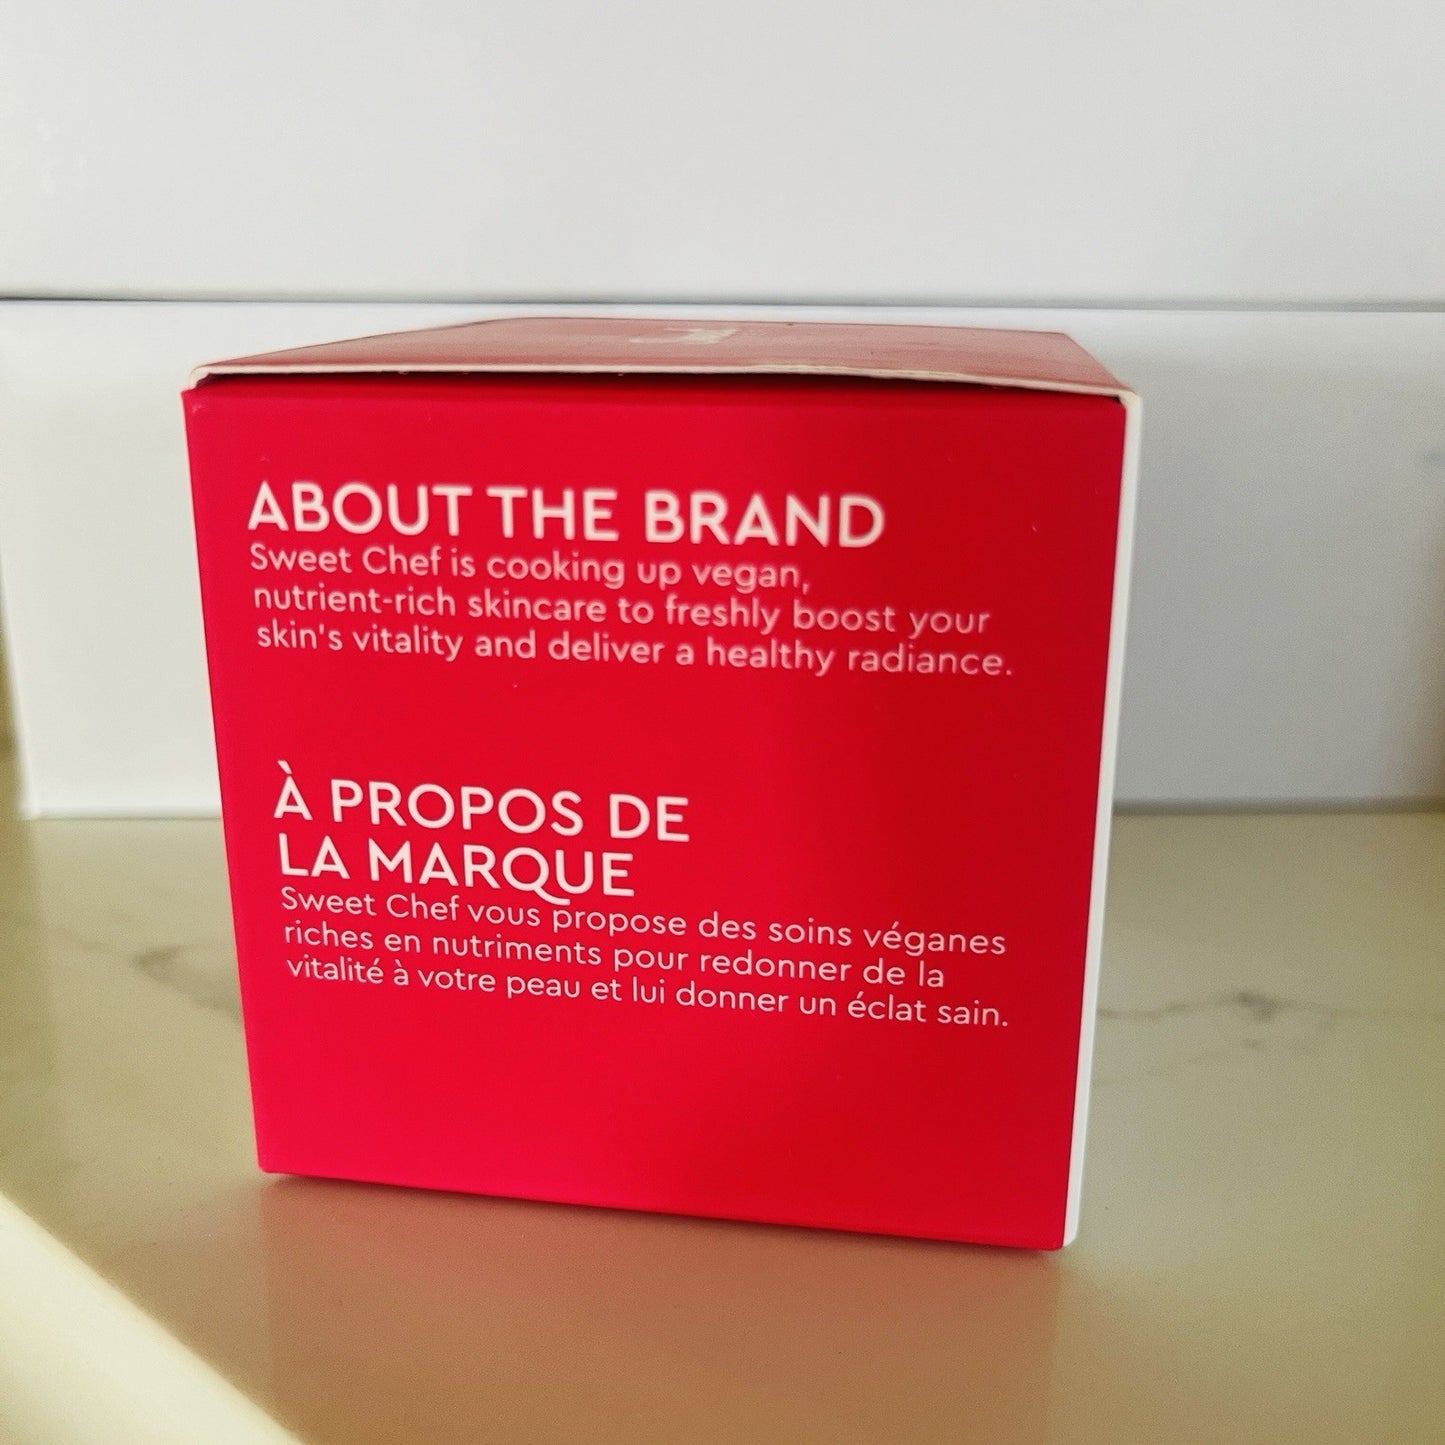 ABOUT THE BRAND
Sweet Chef is cooking up vegan,
nutrient-rich skincare to freshly boost your
skin's vitality and deliver a healthy radiance.
À PROPOS DE
LA MARQUE
Sweet Chef vous propose des soins véganes
riches en nutriments pour redonner de la
vitalité à votre peau et lui donner un éclat sain.